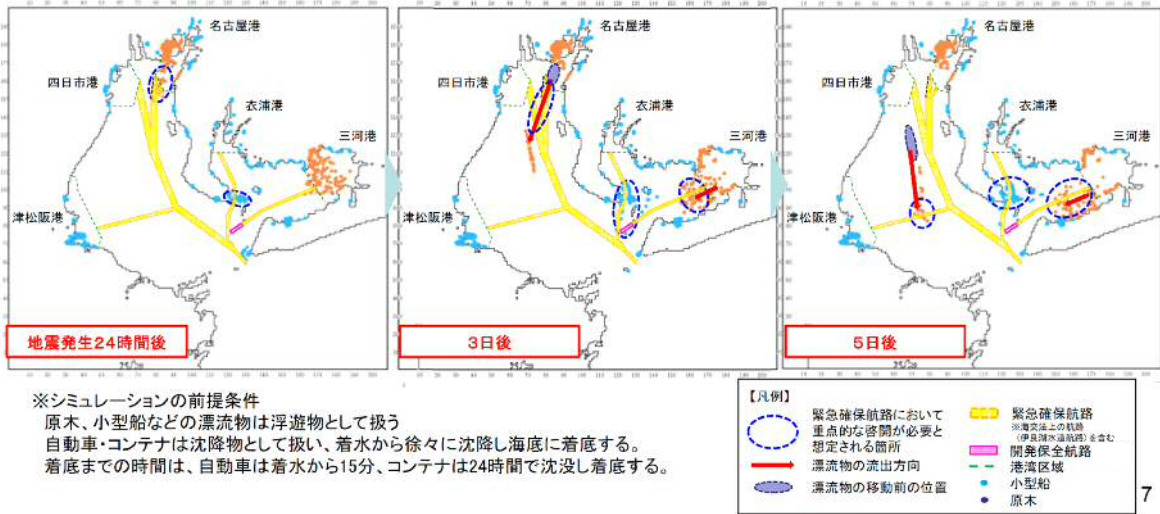 名古屋港
四日市港
衣浦港
三河港
津松阪港
地震発生24時間後
名古屋港
四日市港
衣浦港
三河港
津松阪港
3日後
名古屋港
四日市港
衣浦港
三河港
津松阪港
5日後
※シミュレーションの前提条件
原木、小型船などの漂流物は浮遊物として扱う
自動車・コンテナは沈降物として扱い、着水から徐々に沈降し海底に着底する。
着底までの時間は、自動車は着水から15分、コンテナは24時間で沈没し着底する。
【凡例】
緊急確保航路において
重点的な啓開が必要と
想定される箇所
漂流物の流出方向
漂流物の移動前の位置
緊急確保航路
※海交法上の航路
(伊良湖水道航路)を含む
開発保全航路
港湾区域
小型船
原木
7